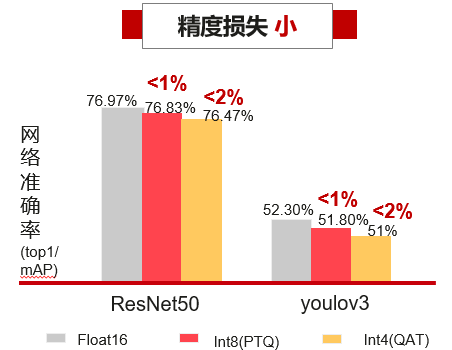 精度损失 小
<1%
<2%
76.97%
76.83%
76.47%
<1%
<2%
52.30%
51.80%
51%
网
络
准
确
率
(top1/
mAP)
ResNet50
youlov3
Float16
Int8(PTQ)
Int4(QAT)